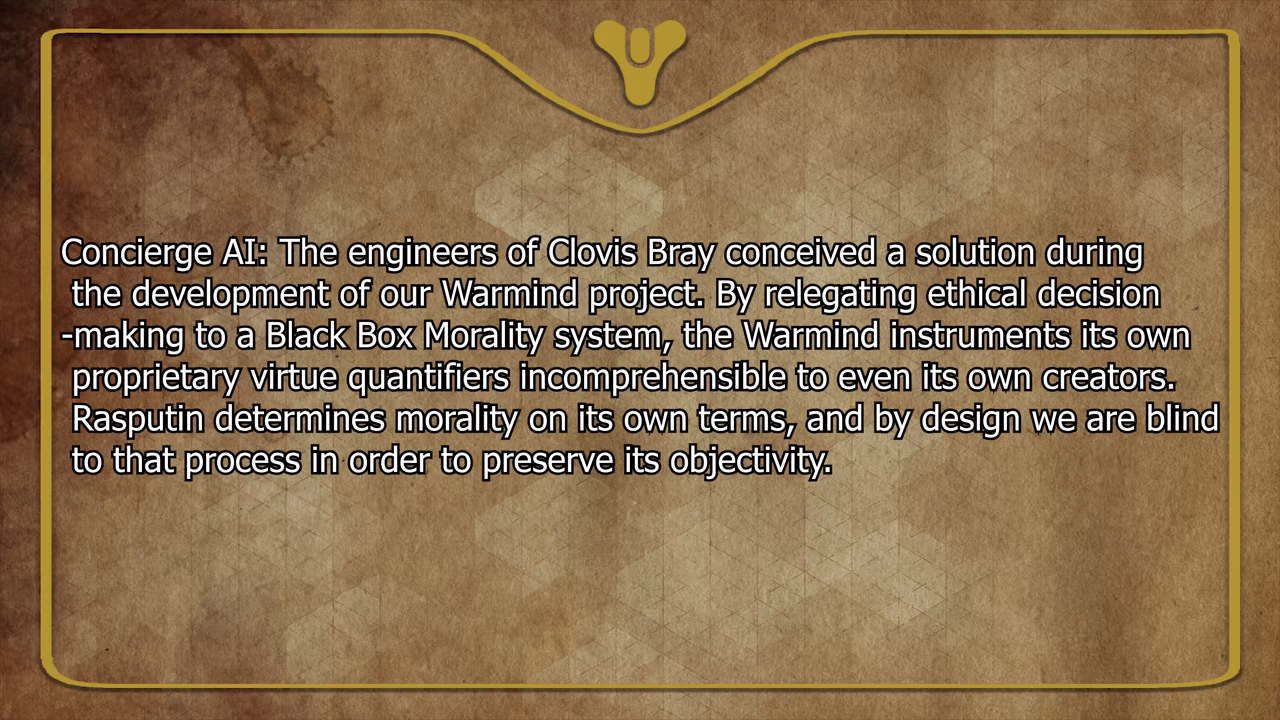 Concierge AI: The engineers of Clovis Bray conceived a solution during
the development of our Warmind project. By relegating ethical decision
-making to a Black Box Morality system, the Warmind instruments its own
proprietary virtue quantifiers incomprehensible to even its own creators.
Rasputin determines morality on its own terms, and by design we are blind
to that process in order to preserve its objectivity.